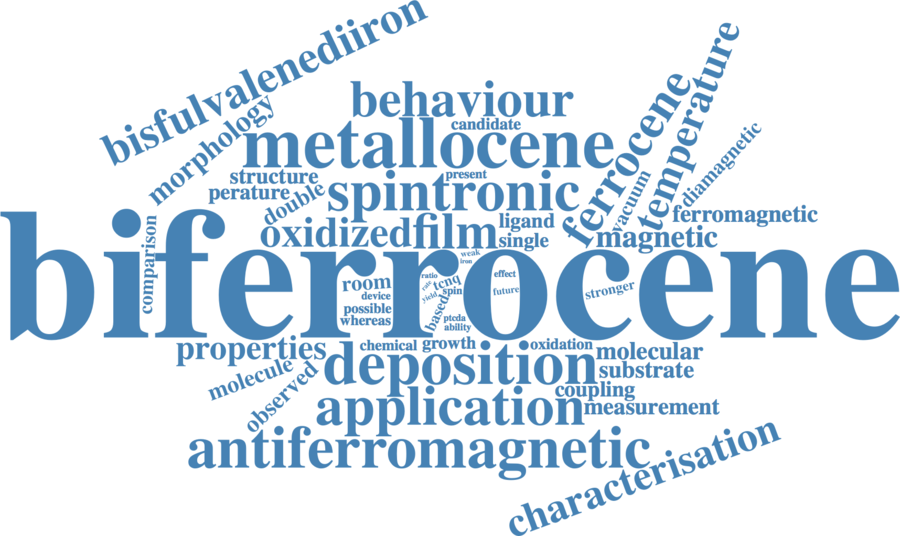 bisfulvalenediiron
behaviour
candidate
metallocene
morphology
structure
present
perature
double
spintronic
ferrocene
temperature
vacuum
diamagnetic
ferromagnetic
oxidized
film
ligand
single
magnetic
comparison
biferrocene
weak
iron
room
device
possible
whereas
ratio
rate
tcnq
yield
spin
based
ptcda
ability
effect
future
stronger
properties
chemical
growth
oxidation
molecular
molecule
deposition
substrate
observed
coupling
application
measurement
antiferromagnetic
characterisation